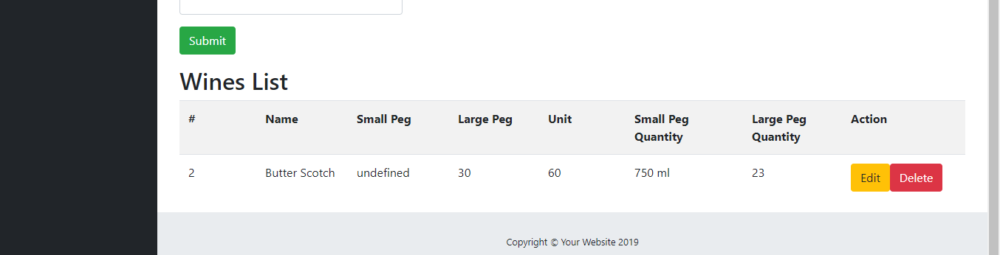 Submit
Wines List
# Name Small Peg Large Peg Unit Small Peg Quantity Large Peg Quantity Action
2 Butter Scotch undefined 30 60 750 ml 23 Edit Delete
Copyright © Your Website 2019